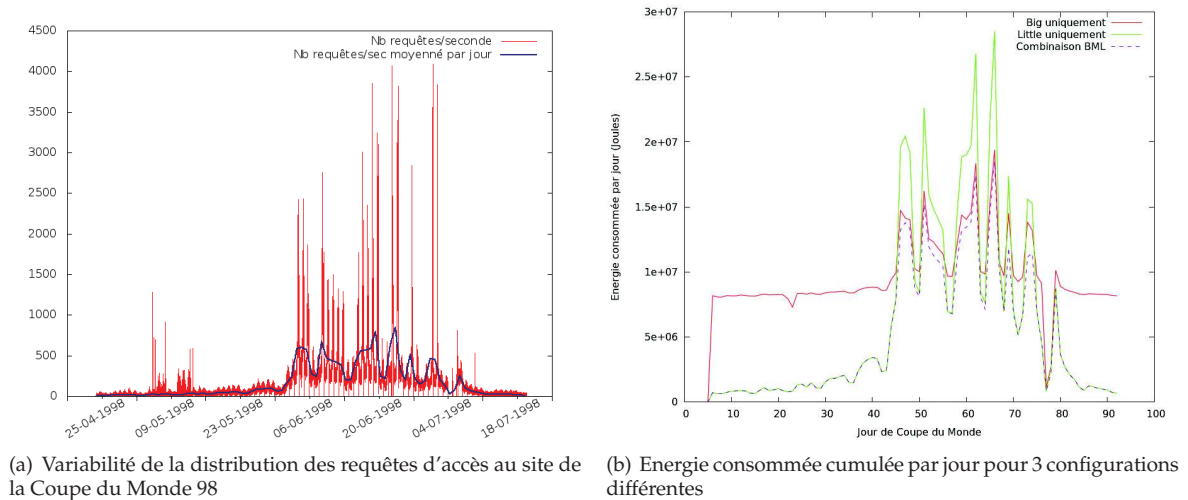 4500
4000
3500
3000
2500
2000
1500
1000
500
0
Nb requêtes/seconde
Nb requêtes/sec moyenné par jour
25-04-1998
09-05-1998
23-05-1998
06-06-1998
20-06-1998
04-07-1998
18-07-1998
(a) Variabilité de la distribution des requêtes d'accès au site de
la Coupe du Monde 98
3e+07
2.5e+07
2e+07
1.5e+07
1e+07
5e+06
0
Energie consommée par jour (Joules)
Big uniquement
Little uniquement
Combinaison BML
0 10 20 30 40 50 60 70 80 90 100
Jour de Coupe du Monde
(b) Energie consommée cumulée par jour pour 3 configurations
différentes